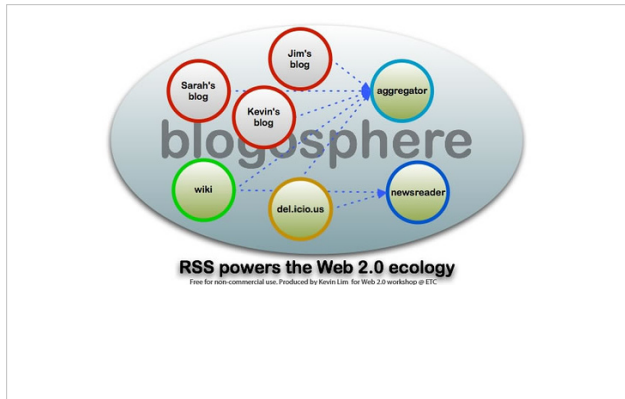 Jim's
blog
Sarah's
blog
aggregator
Kevin's
blog
blogosphere
wiki
del.icio.us
newsreader
RSS powers the Web 2.0 ecology
Free for non-commercial use. Produced by Kevin Lim for Web 2.0 workshop @ ETC